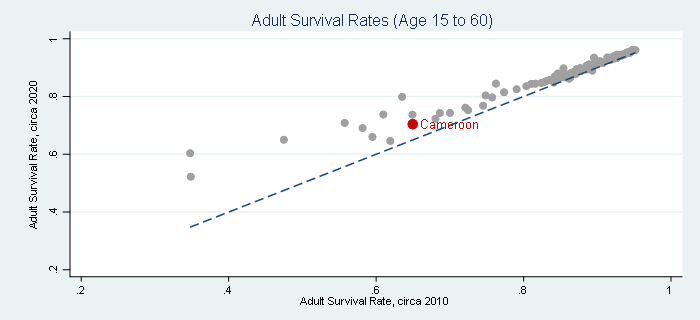 Adult Survival Rates (Age 15 to 60)
Adult Survival Rate, circa 2020
1
.8
.6
.4
.2
Cameroon
.2
.4
.6
.8
1
Adult Survival Rate, circa 2010